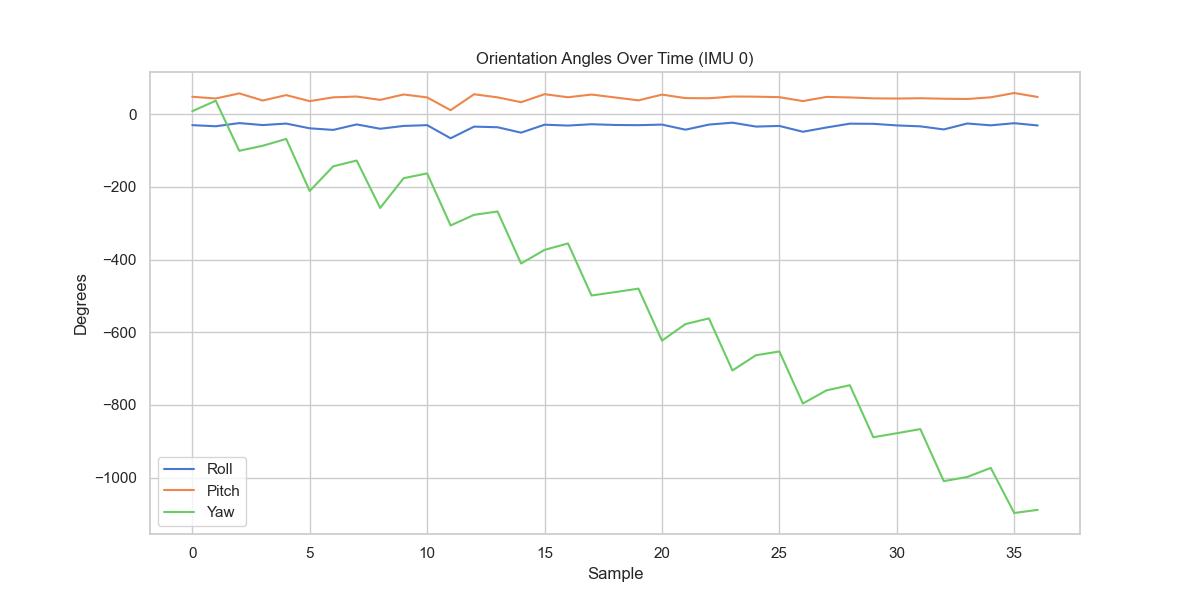 Orientation Angles Over Time (IMU 0)
0
−200
−400
−600
−800
−1000
Degrees
Roll
Pitch
Yaw
0 5 10 15 20 25 30 35
Sample